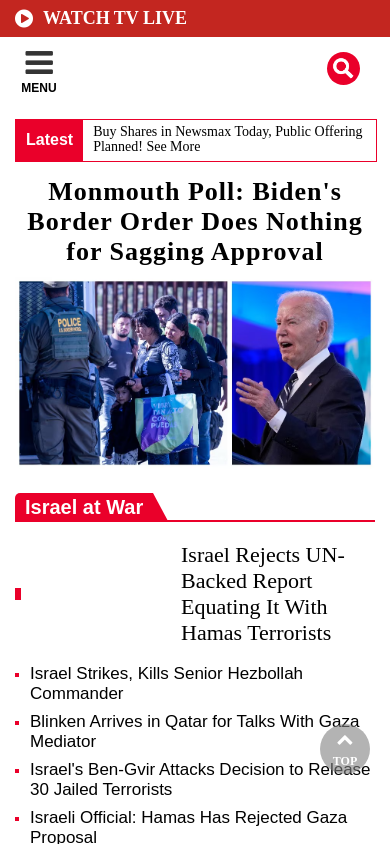 WATCH TV LIVE
MENU
Latest
Buy Shares in Newsmax Today, Public Offering
Planned! See More
Monmouth Poll: Biden's
Border Order Does Nothing
for Sagging Approval
POLICE
Israel at War
Israel Rejects UN-
Backed Report
Equating It With
Hamas Terrorists
Israel Strikes, Kills Senior Hezbollah
Commander
Blinken Arrives in Qatar for Talks With Gaza
Mediator
TOP
Israel's Ben-Gvir Attacks Decision to Release
30 Jailed Terrorists
Israeli Official: Hamas Has Rejected Gaza
Proposal